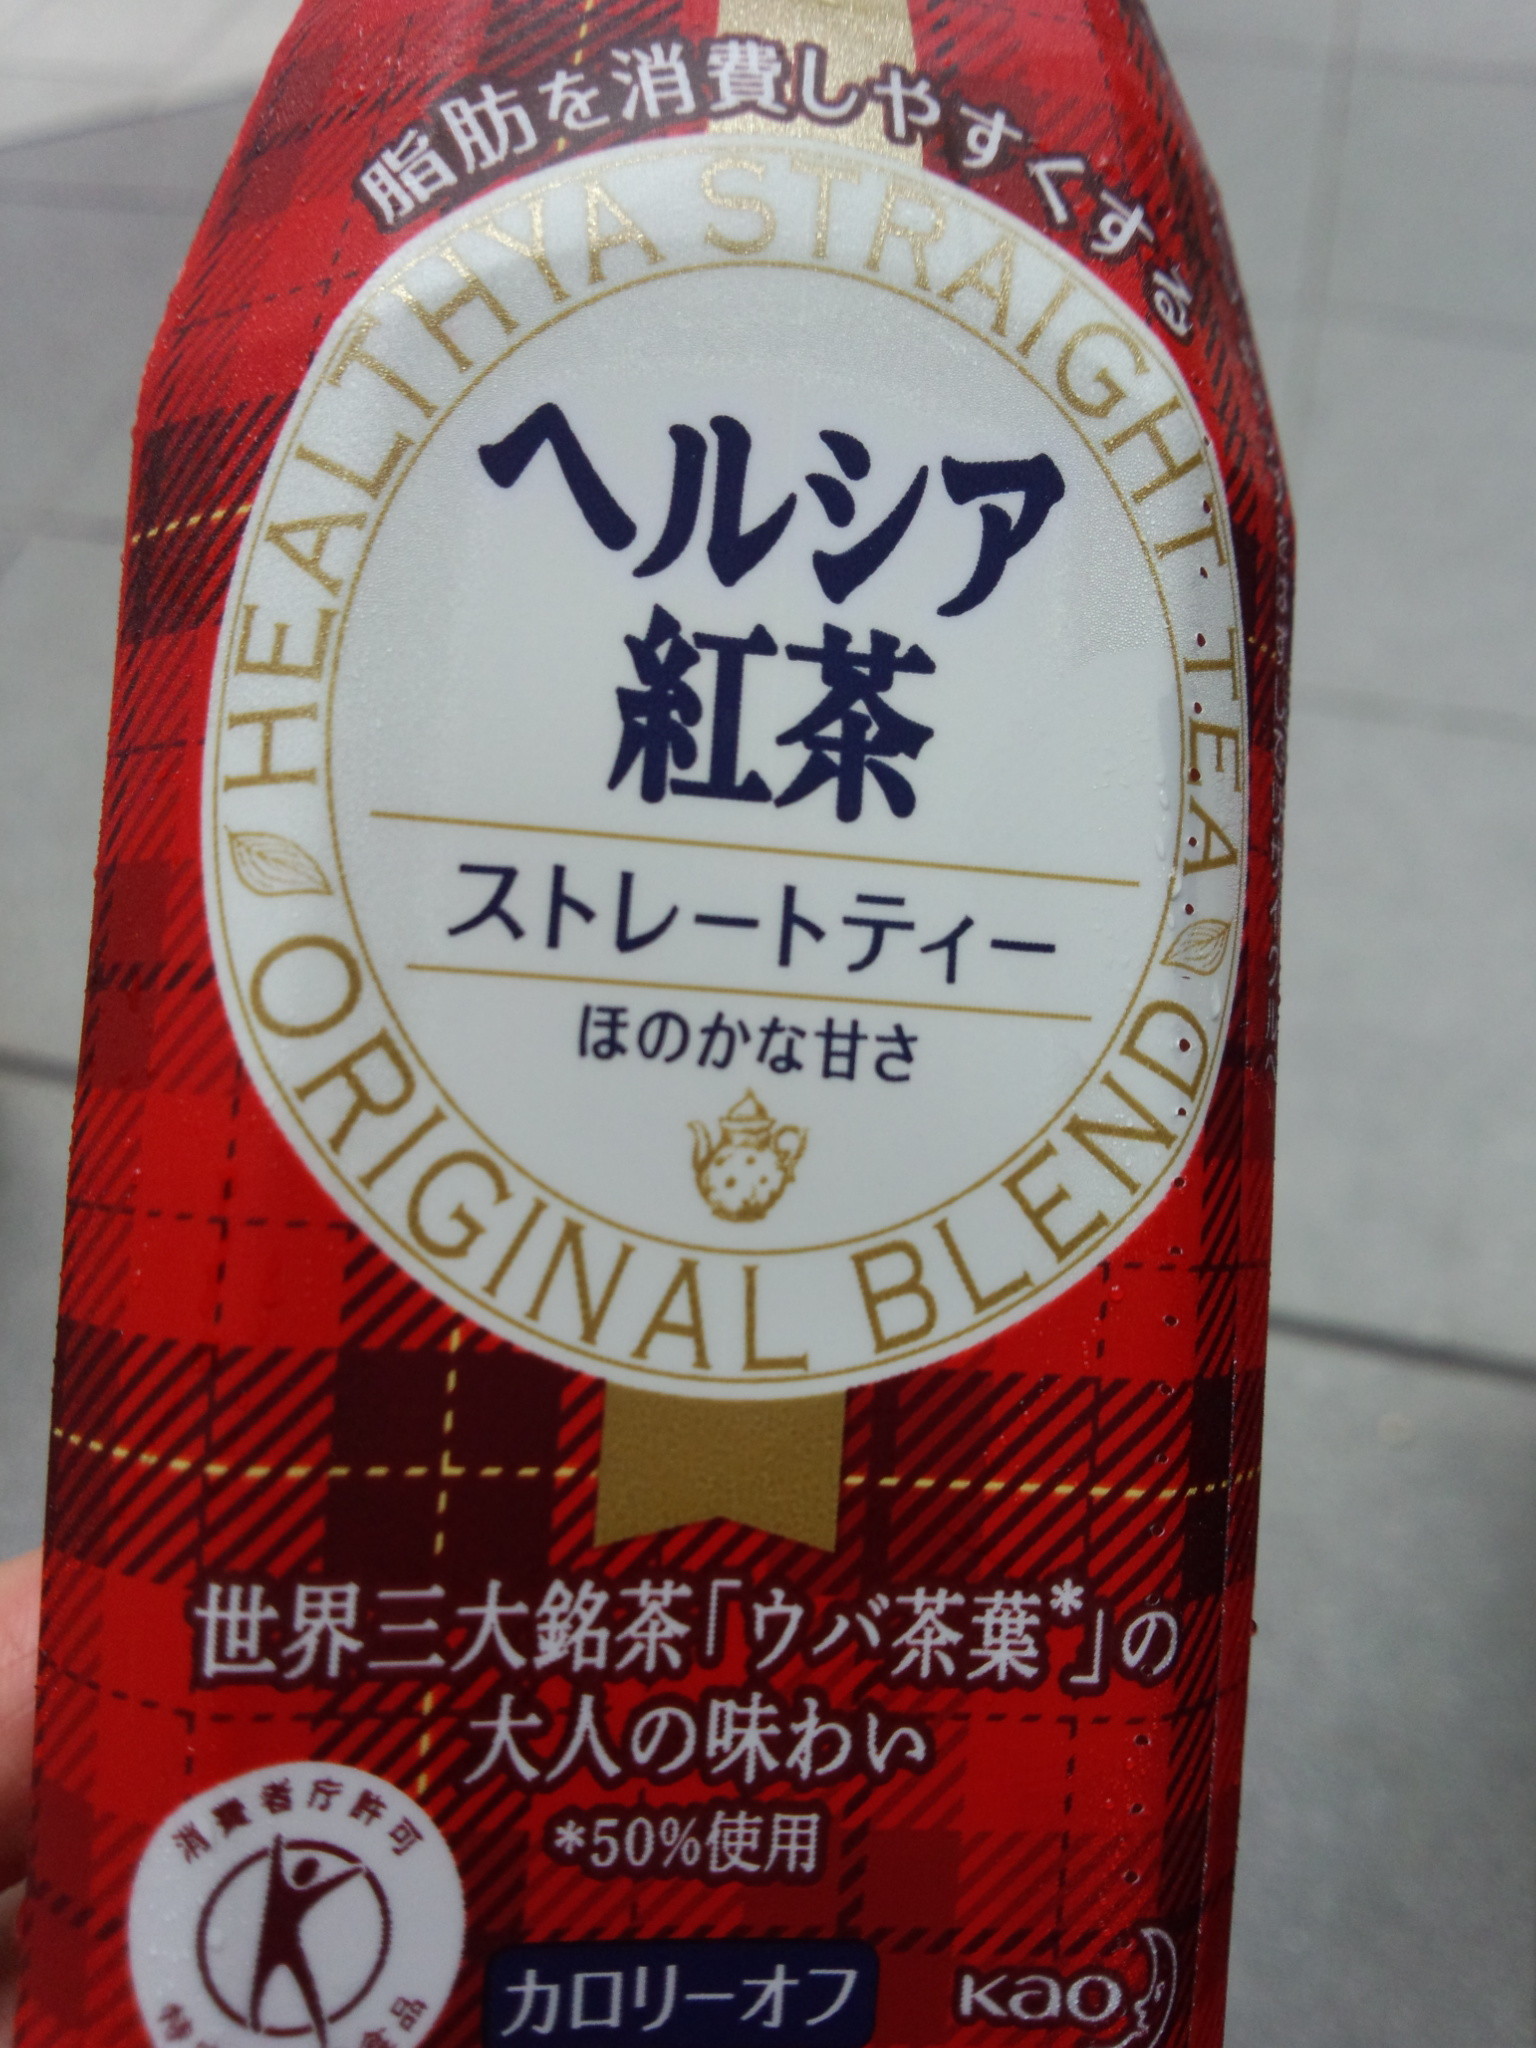 脂肪を消費しやすくする
HEALTHYA STRAIGHT TEA
ヘルシア
紅茶
ストレートティー
ほのかな甘さ
ORIGINAL BLEND
世界三大銘茶「ウバ茶葉*」の
大人の味わい
*50%使用
消費者庁許可
カロリーオフ
Kao